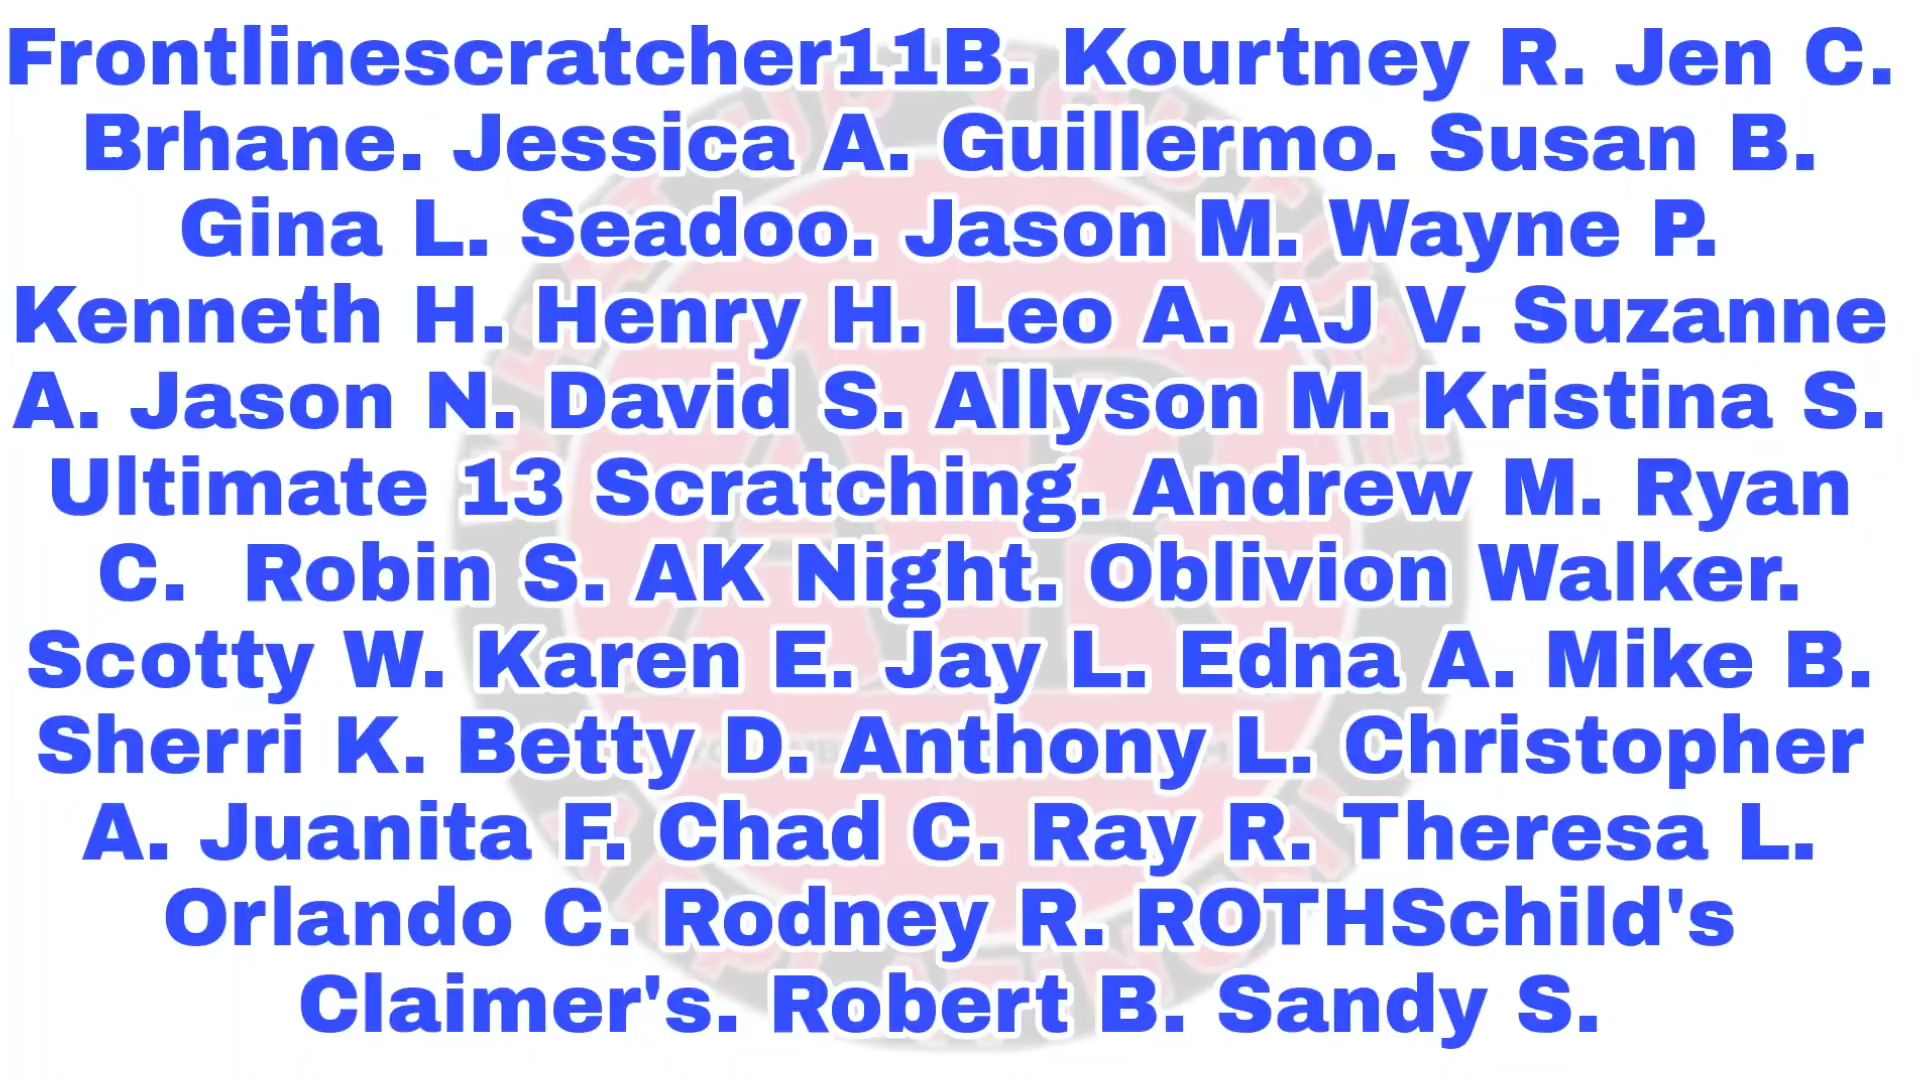 Frontlinescratcher11B. Kourtney R. Jen C.
Brhane. Jessica A. Guillermo. Susan B.
Gina L. Seadoo. Jason M. Wayne P.
Kenneth H. Henry H. Leo A. AJ V. Suzanne
A. Jason N. David S. Allyson M. Kristina S.
Ultimate 13 Scratching. Andrew M. Ryan
C.  Robin S. AK Night. Oblivion Walker.
Scotty W. Karen E. Jay L. Edna A. Mike B.
Sherri K. Betty D. Anthony L. Christopher
A. Juanita F. Chad C. Ray R. Theresa L.
Orlando C. Rodney R. ROTHSchild's
Claimer's. Robert B. Sandy S.